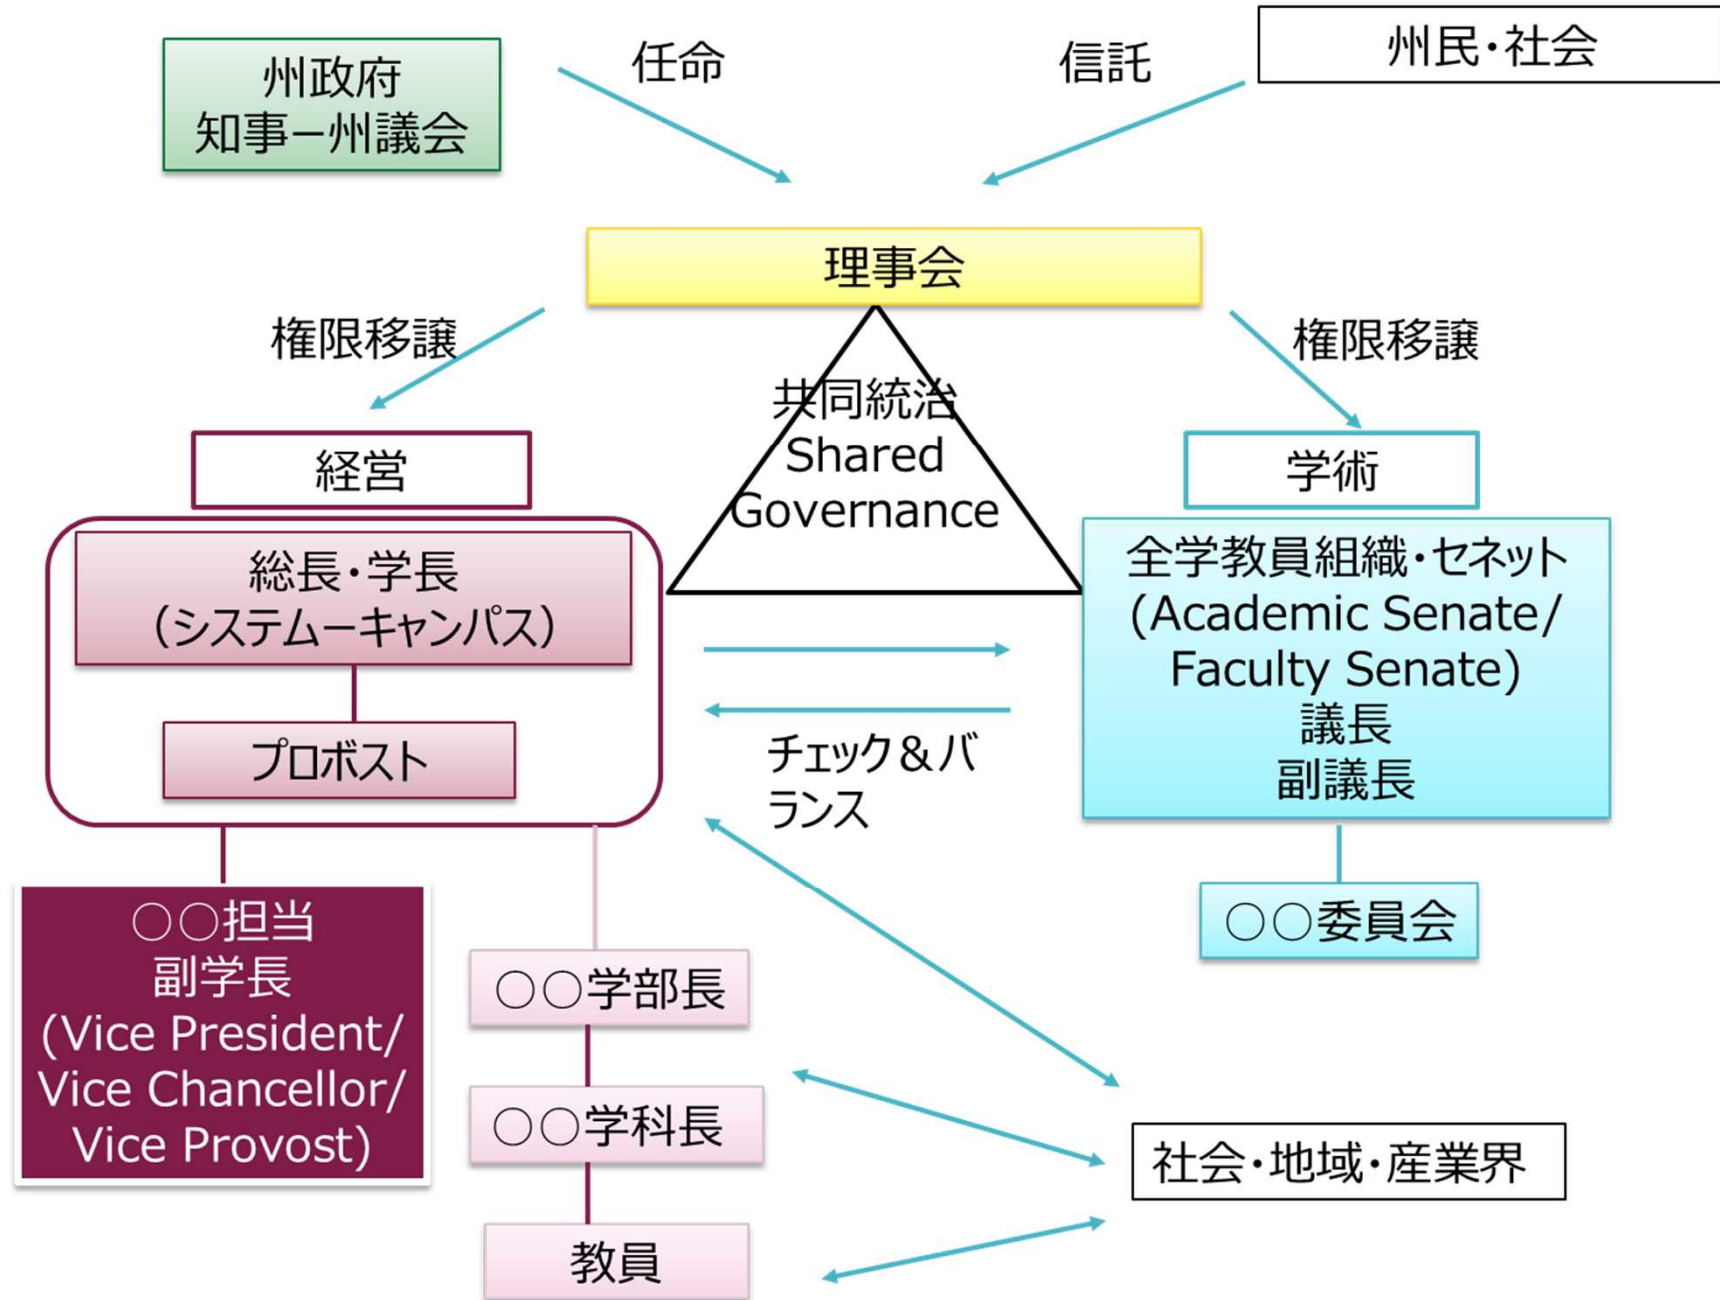 州政府
知事－州議会
任命
信託
州民・社会
理事会
権限移譲
権限移譲
共同統治
Shared
Governance
経営
学術
総長・学長
（システム－キャンパス）
プロボスト
全学教員組織・セネット
(Academic Senate/
Faculty Senate)
議長
副議長
チェック＆バ
ランス
○○担当
副学長
(Vice President/
Vice Chancellor/
Vice Provost)
○○学部長
○○学科長
教員
○○委員会
社会・地域・産業界